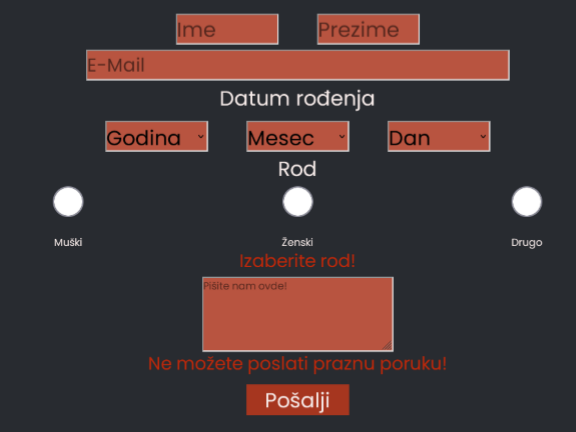 Ime Prezime
E-Mail
Datum rođenja
Godina Mesec Dan
Rod
Muški Ženski Drugo
Izaberite rod!
Pišite nam ovde!
Ne možete poslati praznu poruku!
Pošalji